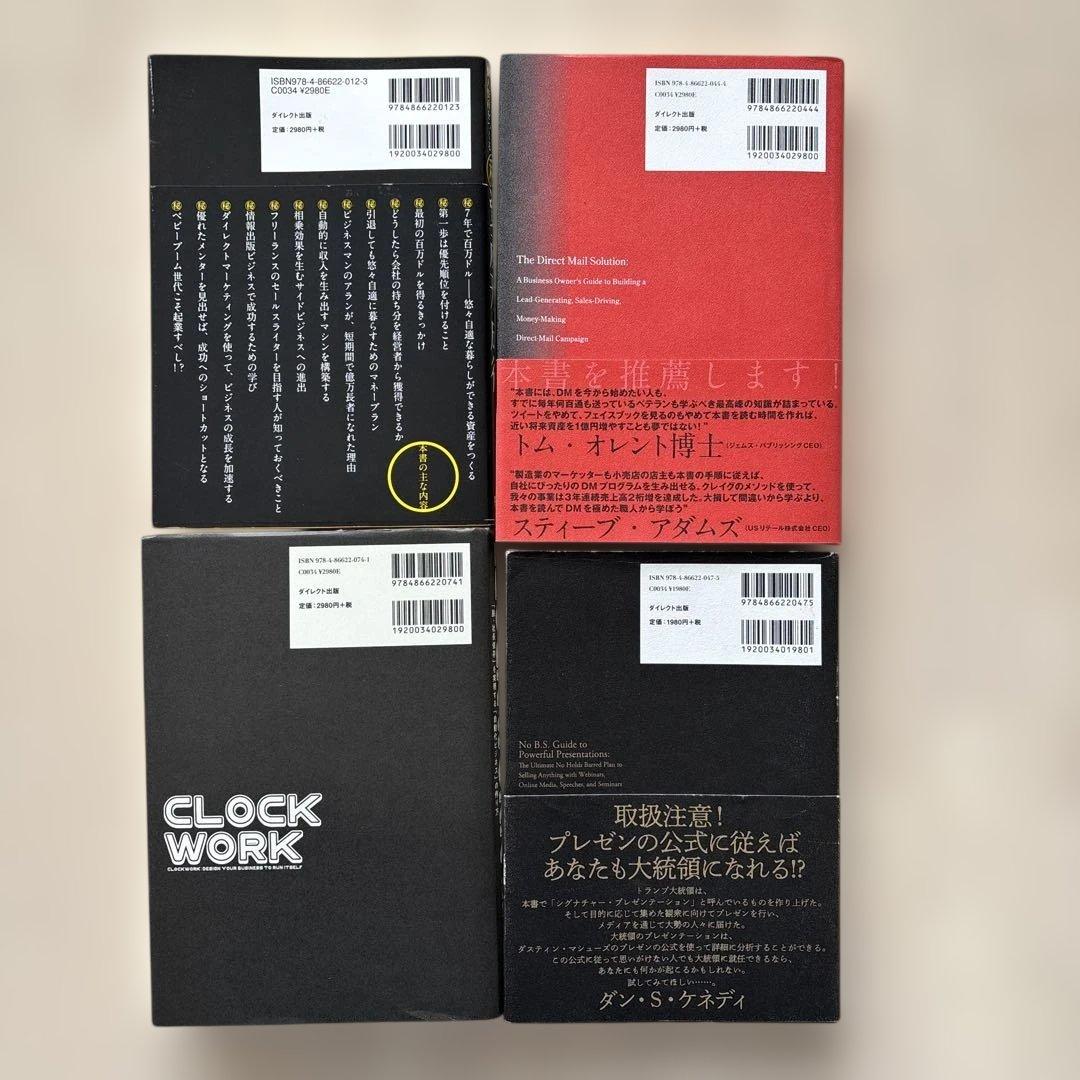 ISBN978-4-86622-012-3
C0034 ¥2980E
ダイレクト出版
定価：2980円＋税
9784866220123
1920034029800
㊙7年で百万ドル――悠々自適な暮らしができる資産をつくる
㊙第一歩は優先順位を付けること
㊙最初の百万ドルを得るきっかけ
㊙どうしたら会社の持ち分を経営者から獲得できるか
㊙引退しても悠々自適に暮らすためのマネープラン
㊙ビジネスマンのアランが、短期間で億万長者になれた理由
㊙自動的に収入を生み出すマシンを構築する
㊙相乗効果を生むサイドビジネスへの進出
㊙フリーランスのセールスライターを目指す人が知っておくべきこと
㊙情報出版ビジネスで成功するための学び
㊙ダイレクトマーケティングを使って、ビジネスの成長を加速する
㊙優れたメンターを見出せば、成功へのショートカットとなる
㊙ベビーブーム世代こそ起業すべし！？
本書の主な内容
ISBN 978-4-86622-044-4
C0034 ¥2980E
ダイレクト出版
定価：2980円＋税
9784866220444
1920034029800
The Direct Mail Solution:
A Business Owner's Guide to Building a
Lead-Generating, Sales-Driving,
Money-Making
Direct-Mail Campaign
本書を推薦します！
"本書には、DMを今から始めたい人も、
すでに毎年何百通も送っているベテランも学ぶべき最高峰の知識が詰まっている。
ツイートをやめて、フェイスブックを見るのもやめて本書を読む時間を作れば、
近い将来資産を1億円増やすことも夢ではない！"
トム・オレント博士（ジェムズ・パブリッシングCEO）
"製造業のマーケッターも小売店の店主も本書の手順に従えば、
自社にぴったりのDMプログラムを生み出せる。クレイグのメソッドを使って、
我々の事業は3年連続売上高2桁増を達成した。大損して間違いから学ぶより、
本書を読んでDMを極めた職人から学ぼう"
スティーブ・アダムズ（USリテール株式会社CEO）
ISBN 978-4-86622-074-1
C0034 ¥2980E
ダイレクト出版
定価：2980円＋税
9784866220741
1920034029800
CLOCK
WORK
CLOCKWORK DESIGN YOUR BUSINESS TO RUN ITSELF
ISBN 978-4-86622-047-5
C0034 ¥1980E
ダイレクト出版
定価：1980円＋税
9784866220475
1920034019801
No B.S. Guide to
Powerful Presentations:
The Ultimate No Holds Barred Plan to
Selling Anything with Webinars,
Online Media, Speeches, and Seminars
取扱注意！
プレゼンの公式に従えば
あなたも大統領になれる!?
トランプ大統領は、
本書で「シグナチャー・プレゼンテーション」と呼んでいるものを作り上げた。
そして目的に応じて集めた観衆に向けてプレゼンを行い、
メディアを通じて大勢の人々に届けた。
大統領のプレゼンテーションは、
ダスティン・マシューズのプレゼンの公式を使って詳細に分析することができる。
この公式に従って思いがけない人でも大統領に就任できるなら、
あなたにも何かが起こるかもしれない。
試してみてほしい……。
ダン・S・ケネディ